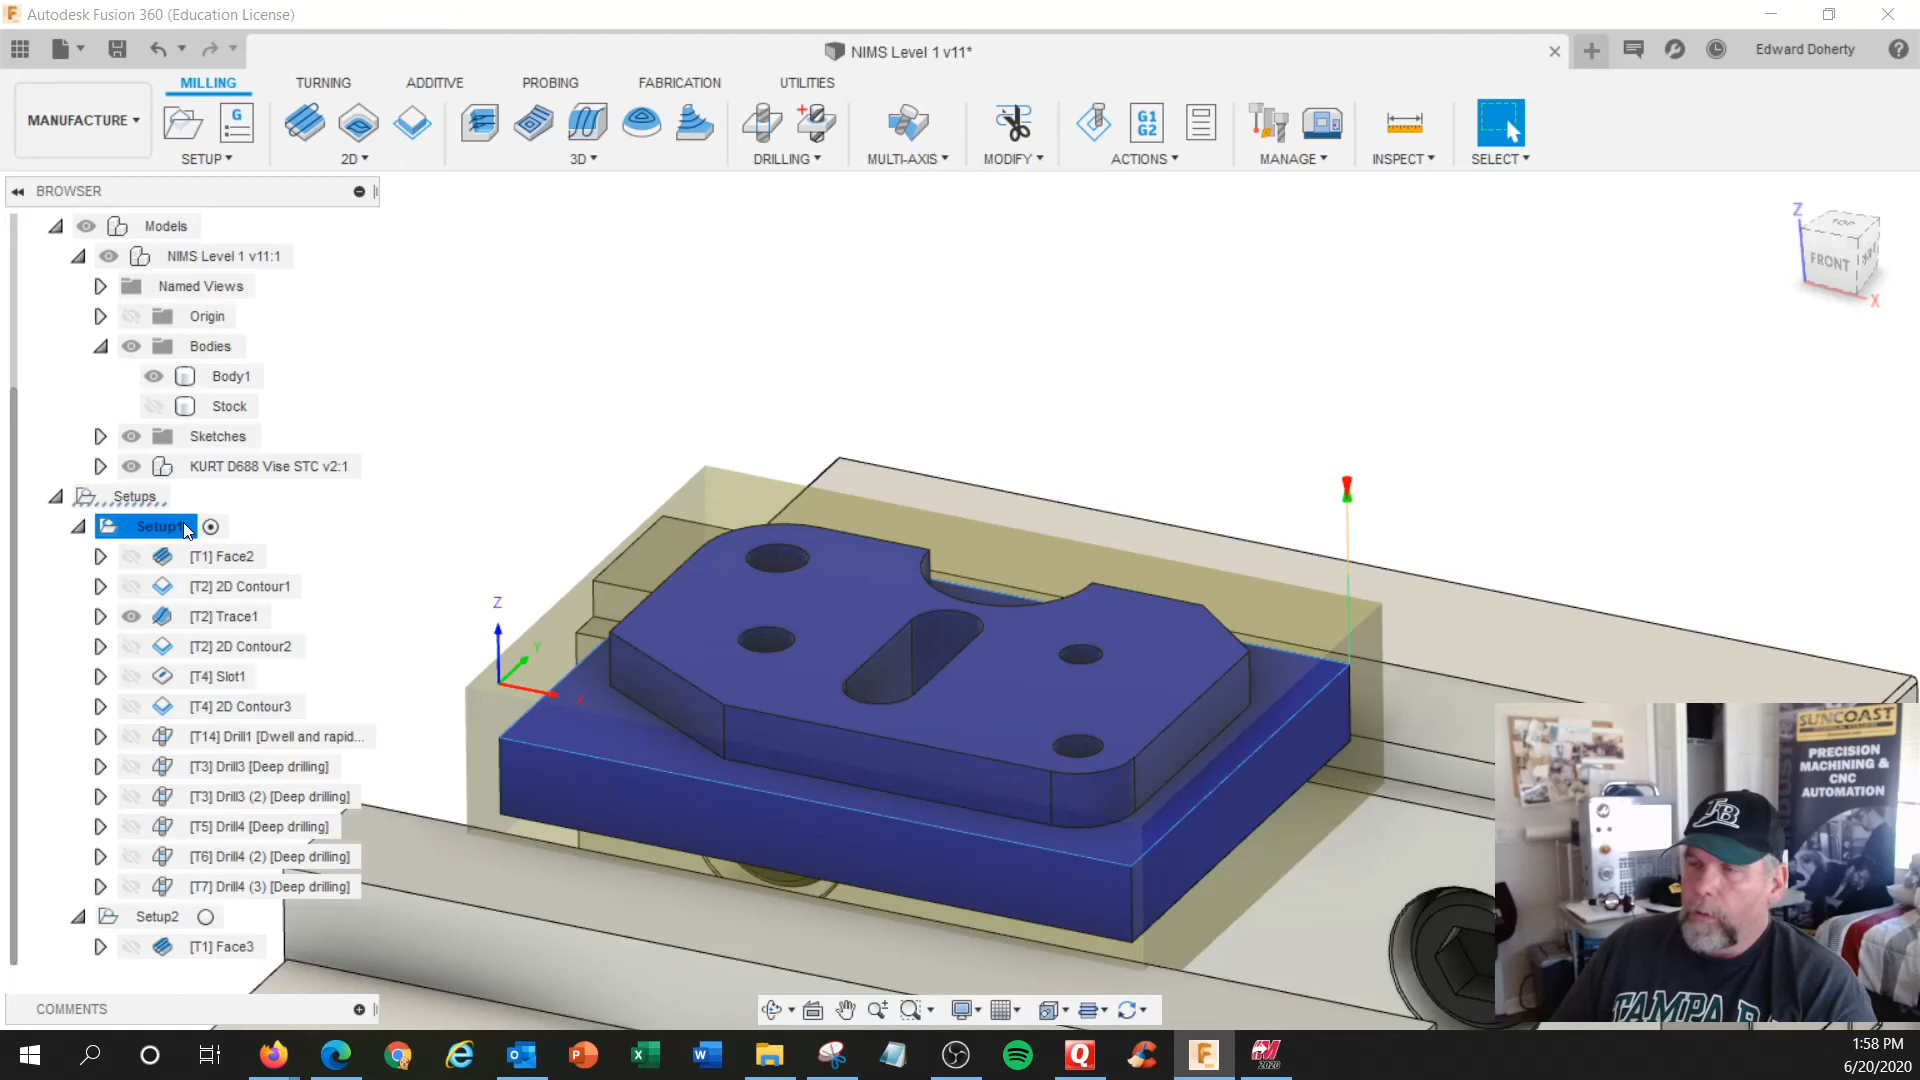 Autodesk Fusion 360 (Education License)
NIMS Level 1 v11*
Edward Doherty
MILLING TURNING ADDITIVE PROBING FABRICATION UTILITIES
MANUFACTURE
G
G1
G2
SETUP 2D 3D DRILLING MULTI-AXIS MODIFY ACTIONS MANAGE INSPECT SELECT
BROWSER
Models
NIMS Level 1 v11:1
Named Views
Origin
Bodies
Body1
Stock
Sketches
KURT D688 Vise STC v2:1
Setups
Setup1
[T1] Face2
[T2] 2D Contour1
[T2] Trace1
[T2] 2D Contour2
[T4] Slot1
[T4] 2D Contour3
[T14] Drill1 [Dwell and rapid...
[T3] Drill3 [Deep drilling]
[T3] Drill3 (2) [Deep drilling]
[T5] Drill4 [Deep drilling]
[T6] Drill4 (2) [Deep drilling]
[T7] Drill4 (3) [Deep drilling]
Setup2
[T1] Face3
COMMENTS
Z
TOP
FRONT
X
Z
Y
X
SUNCOAST
PRECISION
MACHINING &
CNC
AUTOMATION
TB
TAMPA B
1:58 PM
6/20/2020